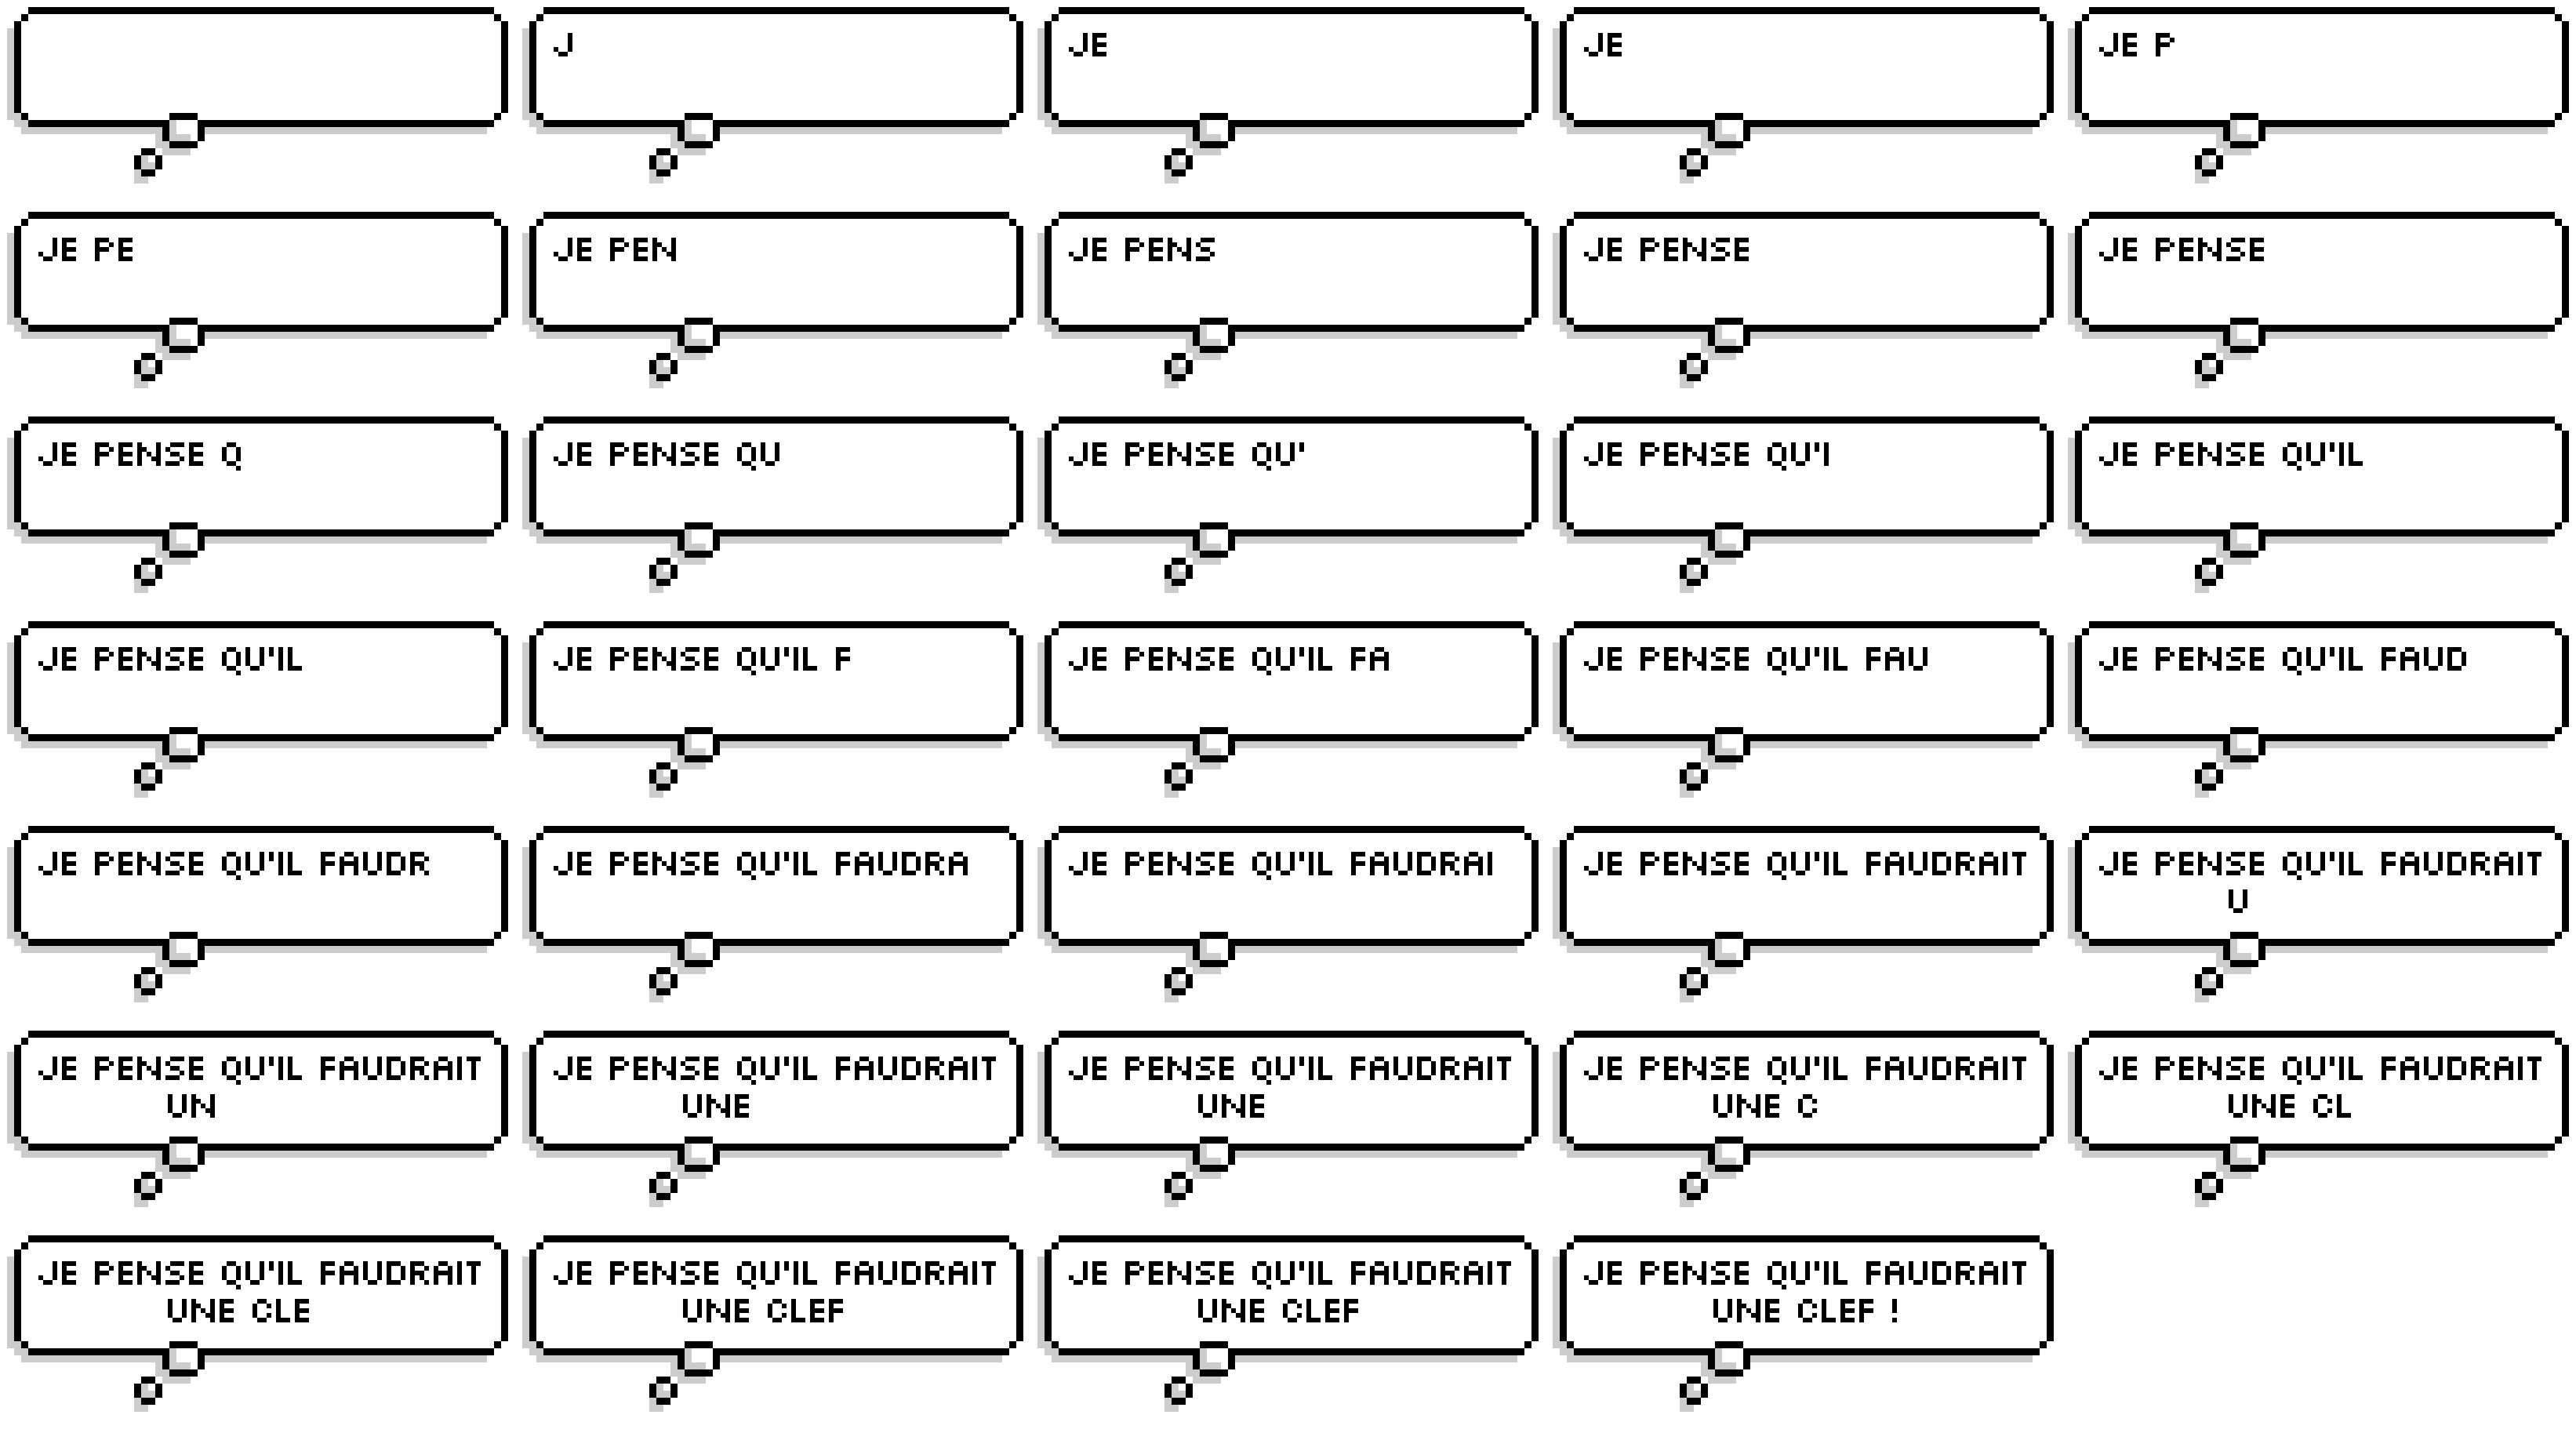 J
JE
JE
JE P
JE PE
JE PEN
JE PENS
JE PENSE
JE PENSE
JE PENSE Q
JE PENSE QU
JE PENSE QU'
JE PENSE QU'I
JE PENSE QU'IL
JE PENSE QU'IL
JE PENSE QU'IL F
JE PENSE QU'IL FA
JE PENSE QU'IL FAU
JE PENSE QU'IL FAUD
JE PENSE QU'IL FAUDR
JE PENSE QU'IL FAUDRA
JE PENSE QU'IL FAUDRAI
JE PENSE QU'IL FAUDRAIT
JE PENSE QU'IL FAUDRAIT
U
JE PENSE QU'IL FAUDRAIT
UN
JE PENSE QU'IL FAUDRAIT
UNE
JE PENSE QU'IL FAUDRAIT
UNE
JE PENSE QU'IL FAUDRAIT
UNE C
JE PENSE QU'IL FAUDRAIT
UNE CL
JE PENSE QU'IL FAUDRAIT
UNE CLE
JE PENSE QU'IL FAUDRAIT
UNE CLEF
JE PENSE QU'IL FAUDRAIT
UNE CLEF
JE PENSE QU'IL FAUDRAIT
UNE CLEF !